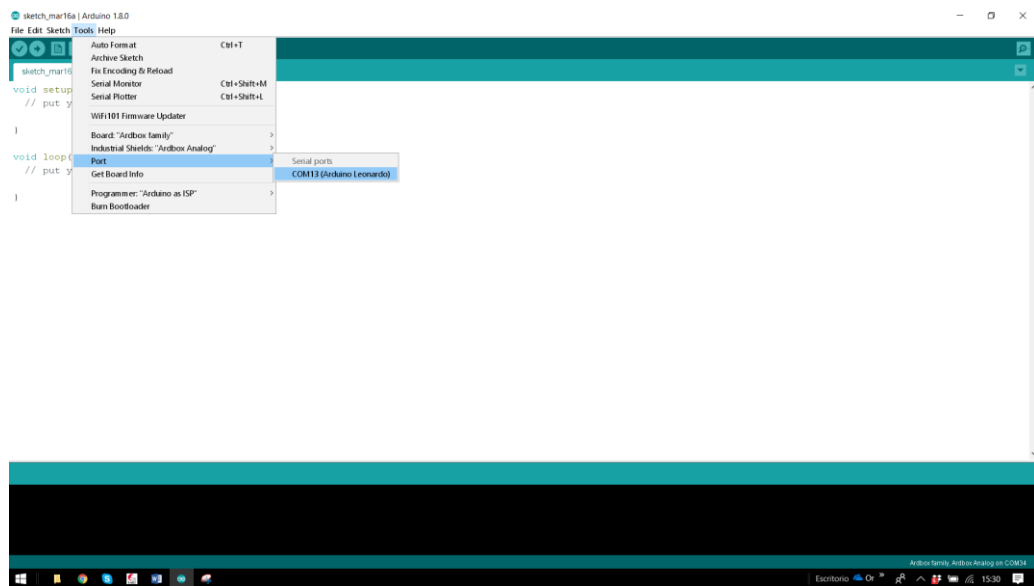 sketch_mar16a | Arduino 1.8.0
File Edit Sketch Tools Help
Auto Format Ctrl+T
Archive Sketch
Fix Encoding & Reload
Serial Monitor Ctrl+Shift+M
Serial Plotter Ctrl+Shift+L
WiFi101 Firmware Updater
Board: "Ardbox family"
Industrial Shields: "Ardbox Analog"
Port
Get Board Info
Programmer: "Arduino as ISP"
Burn Bootloader
Serial ports
COM13 (Arduino Leonardo)
sketch_mar16
void setup
// put y
}
void loop(
// put y
}
Ardbox family, Ardbox Analog on COM34
Escritorio Or 15:30